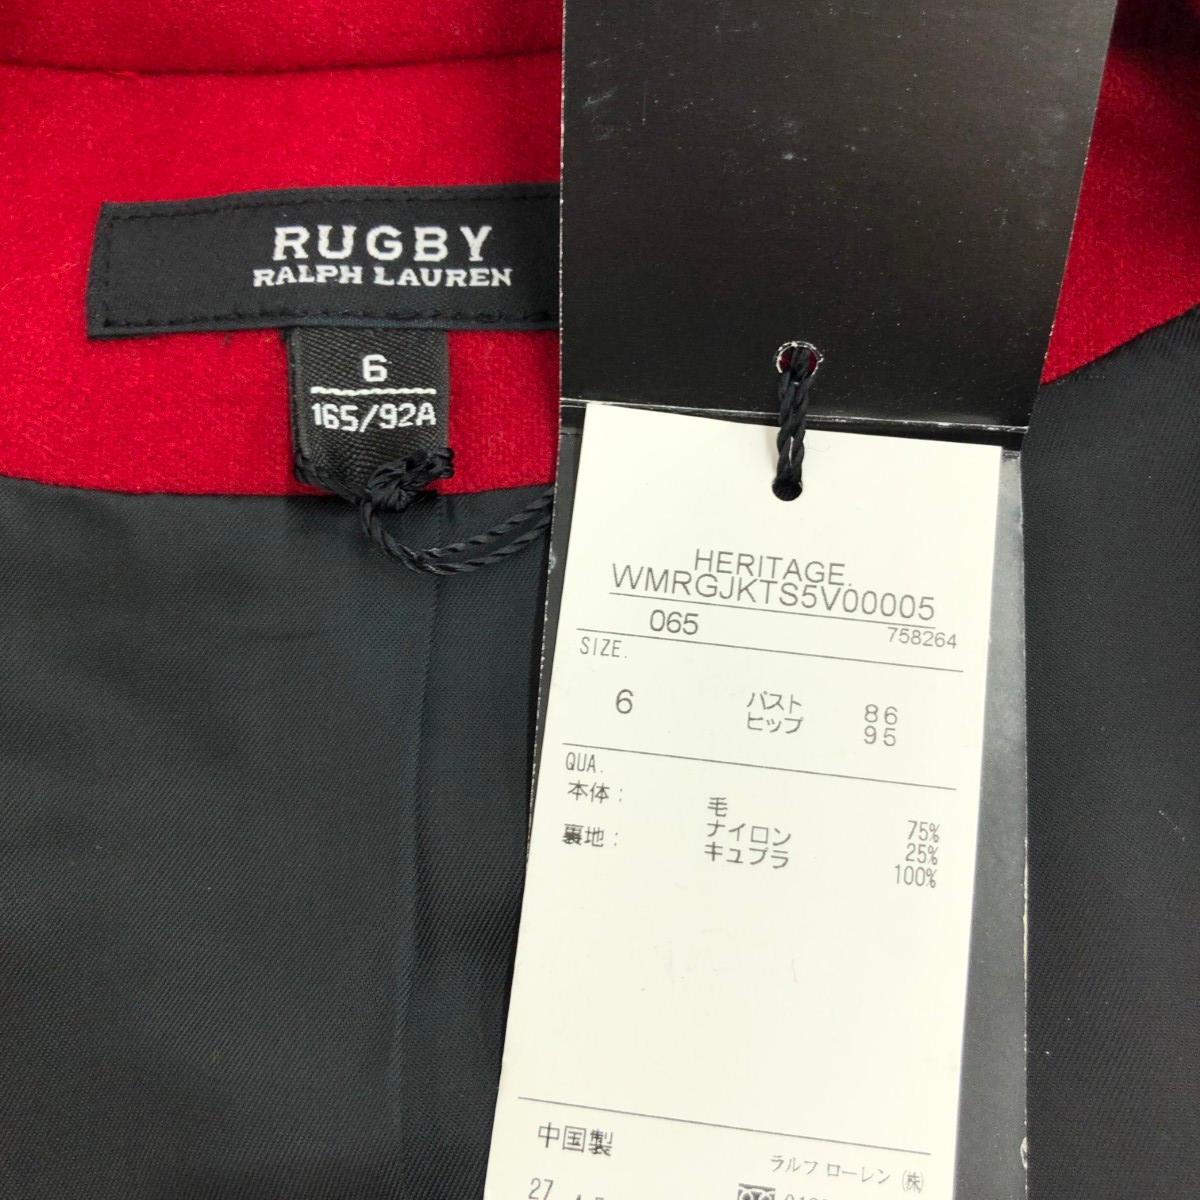 RUGBY
RALPH LAUREN
6
165/92A
HERITAGE.
WMRGJKTS5V00005
065 758264
SIZE.
6 バスト 86
ヒップ 95
QUA.
本体: 毛 75%
ナイロン 25%
裏地: キュプラ 100%
中国製
ラルフ ローレン (株)
27